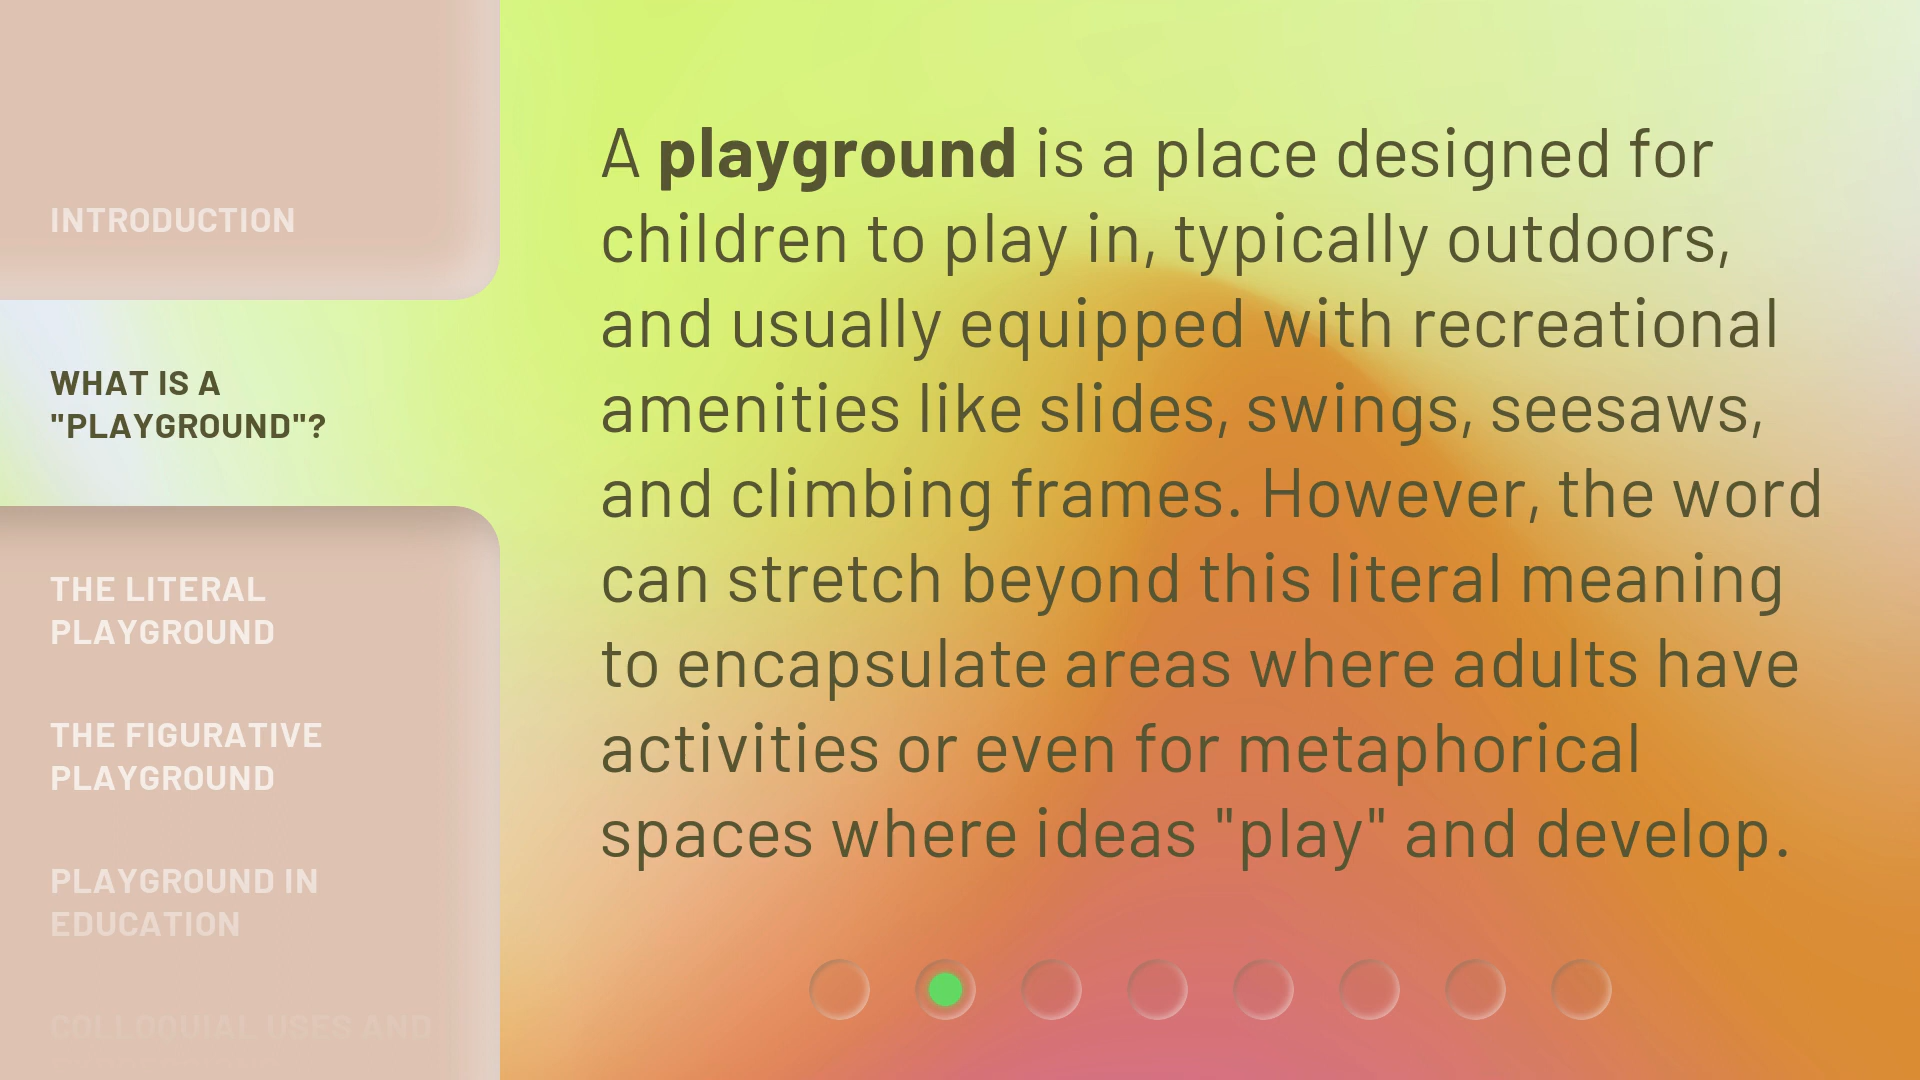 INTRODUCTION
WHAT IS A
"PLAYGROUND"?
THE LITERAL
PLAYGROUND
THE FIGURATIVE
PLAYGROUND
PLAYGROUND IN
EDUCATION
COLLOQUIAL USES AND
A playground is a place designed for
children to play in, typically outdoors,
and usually equipped with recreational
amenities like slides, swings, seesaws,
and climbing frames. However, the word
can stretch beyond this literal meaning
to encapsulate areas where adults have
activities or even for metaphorical
spaces where ideas "play" and develop.